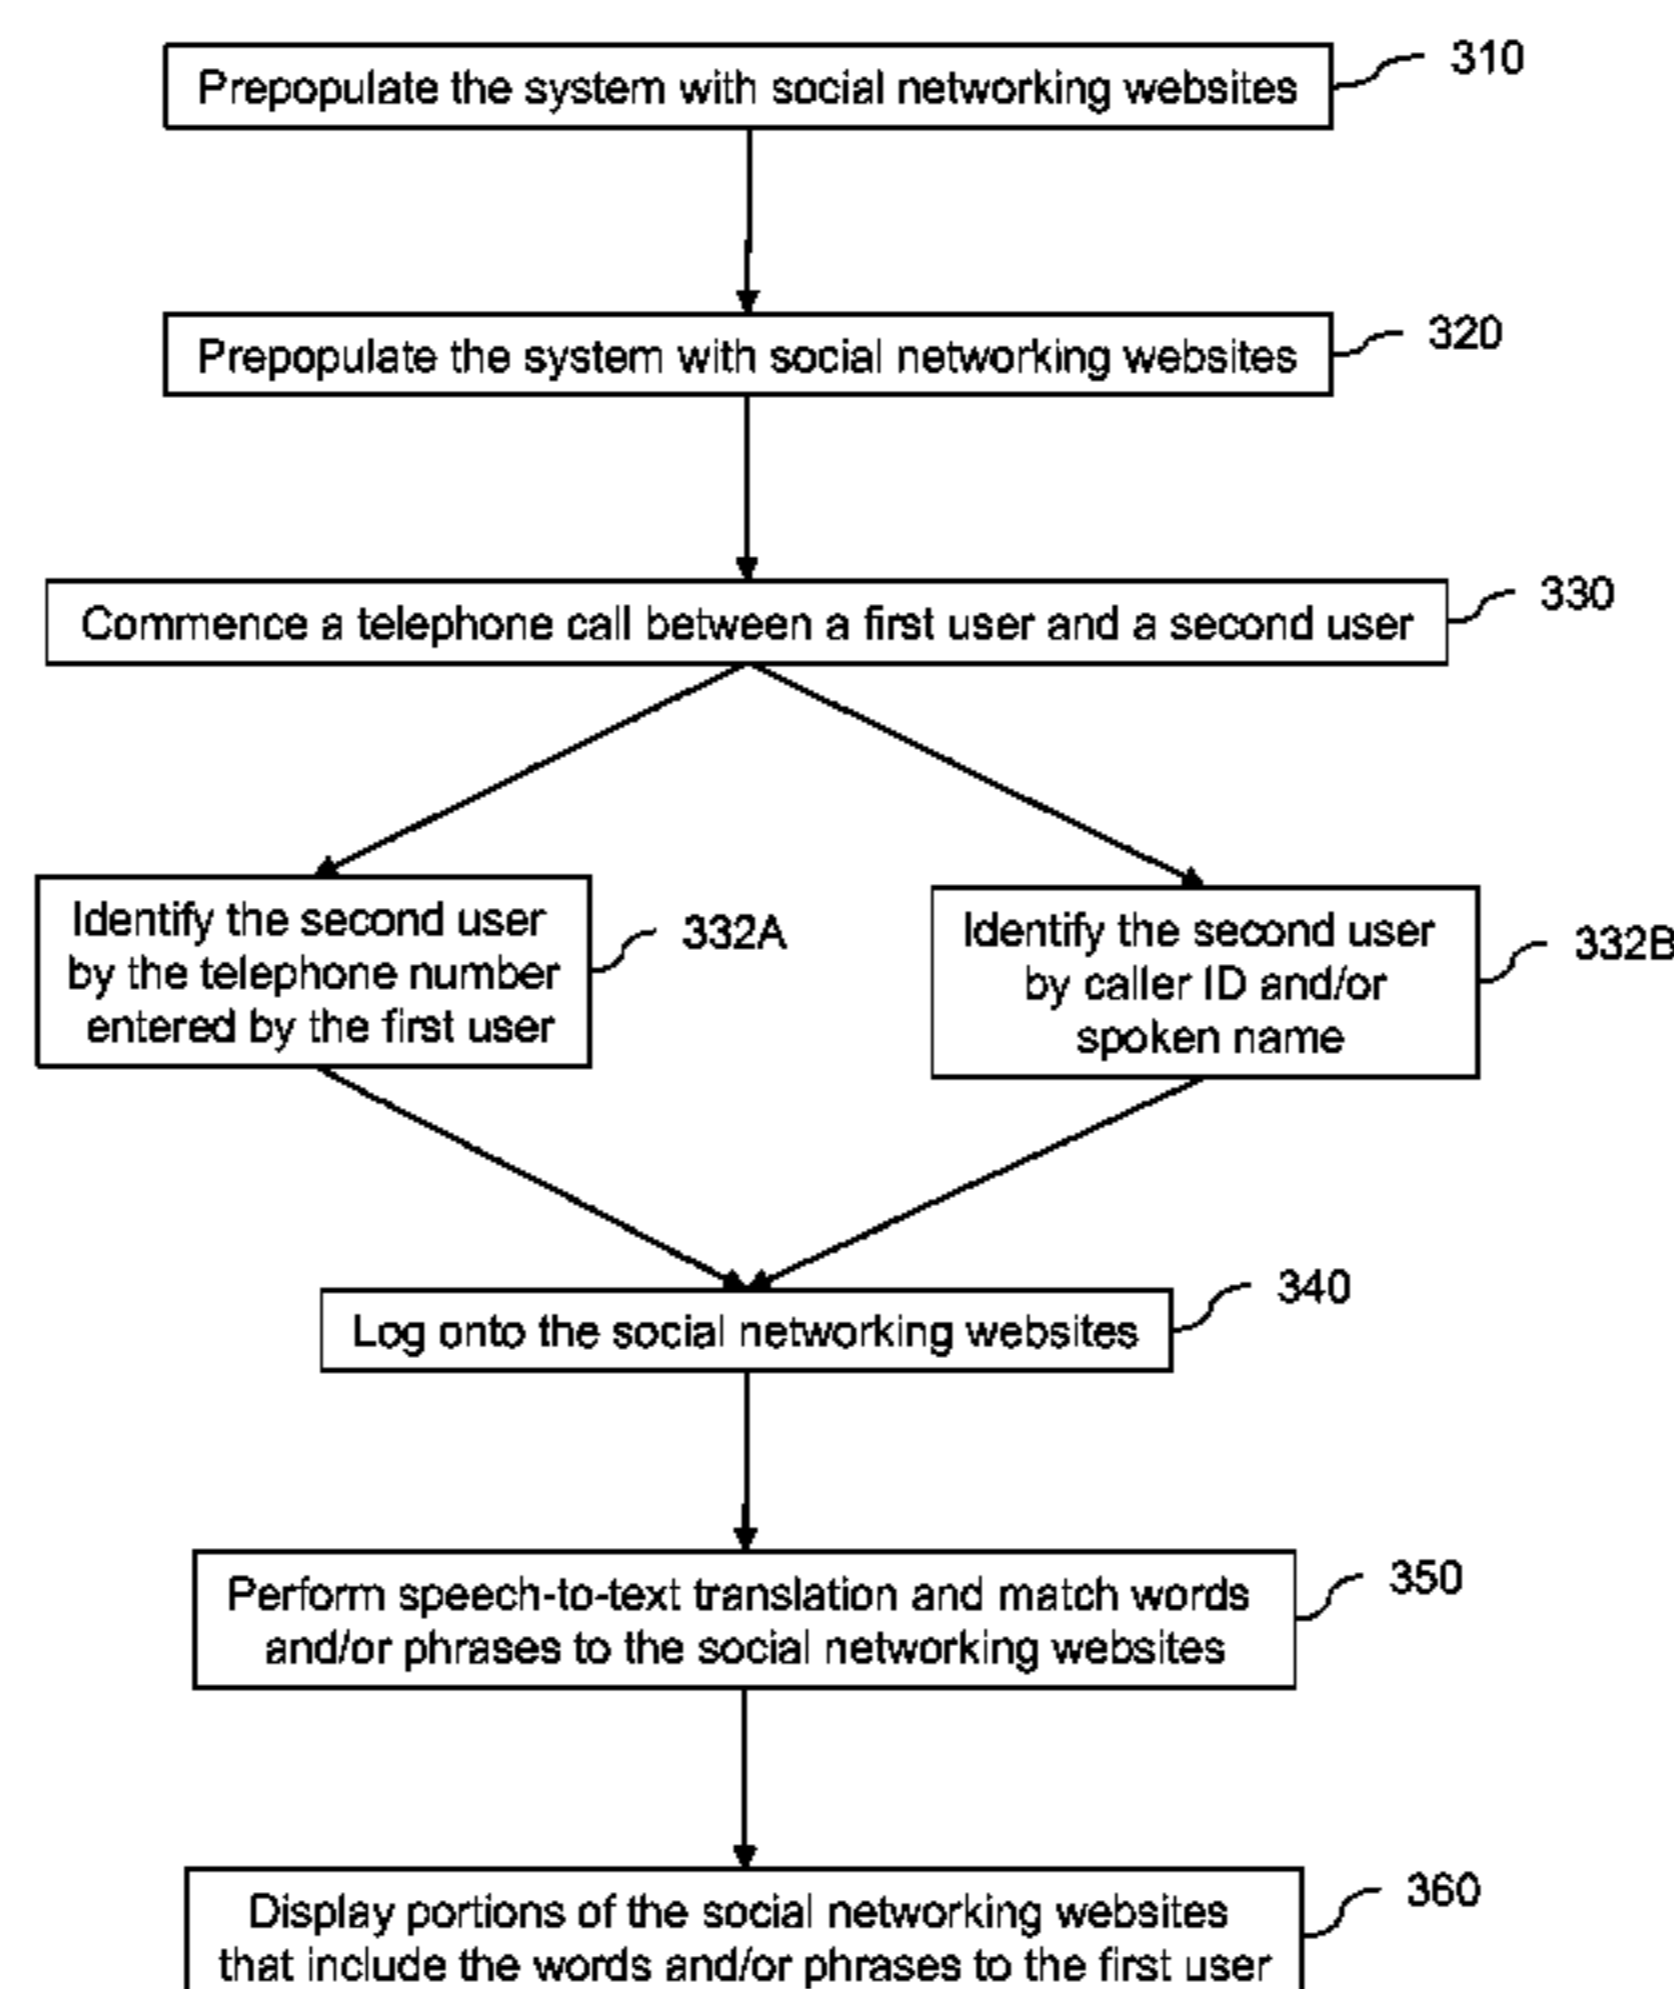 Prepopulate the system with social networking websites
310
Prepopulate the system with social networking websites
320
Commence a telephone call between a first user and a second user
330
Identify the second user
by the telephone number
entered by the first user
332A
Identify the second user
by caller ID and/or
spoken name
332B
Log onto the social networking websites
340
Perform speech-to-text translation and match words
and/or phrases to the social networking websites
350
Display portions of the social networking websites
that include the words and/or phrases to the first user
360